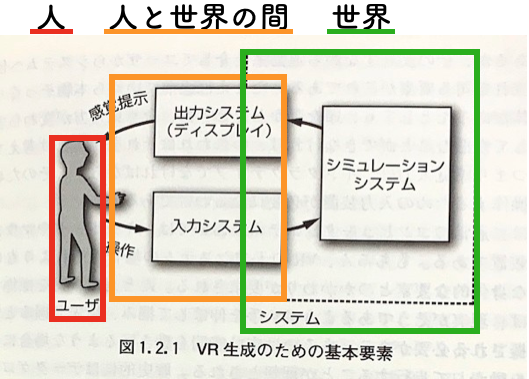 人 人と世界の間 世界
感覚提示
出力システム
(ディスプレイ)
シミュレーション
システム
入力システム
操作
ユーザ
システム
図1.2.1 VR生成のための基本要素